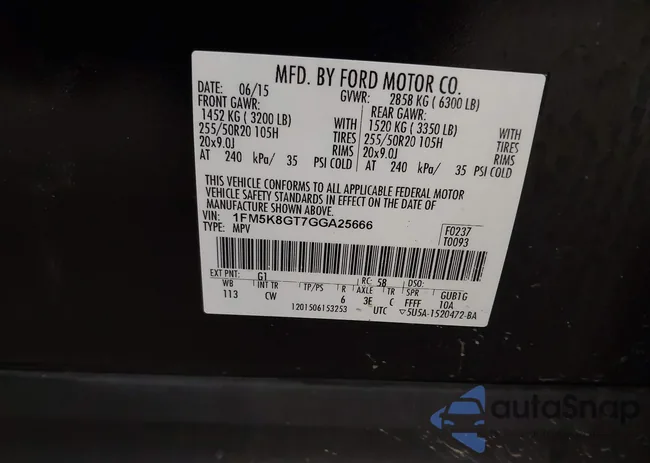 MFD. BY FORD MOTOR CO.
DATE: 06/15 GVWR: 2858 KG ( 6300 LB)
FRONT GAWR: REAR GAWR:
1452 KG ( 3200 LB) WITH 1520 KG ( 3350 LB) WITH
255/50R20 105H TIRES 255/50R20 105H TIRES
20x9.0J RIMS 20x9.0J RIMS
AT 240 kPa/ 35 PSI COLD AT 240 kPa/ 35 PSI COLD
THIS VEHICLE CONFORMS TO ALL APPLICABLE FEDERAL MOTOR
VEHICLE SAFETY STANDARDS IN EFFECT ON THE DATE OF
MANUFACTURE SHOWN ABOVE.
VIN: 1FM5K8GT7GGA25666 F0237
TYPE: MPV T0093
EXT PNT: G1 RC: 58 DSO:
WB INT TR TP/PS R AXLE TR SPR GUB1G
113 CW 6 3E C FFFF 10A
1201506153253 UTC ▽5U5A-1520472-BA
autoSnap